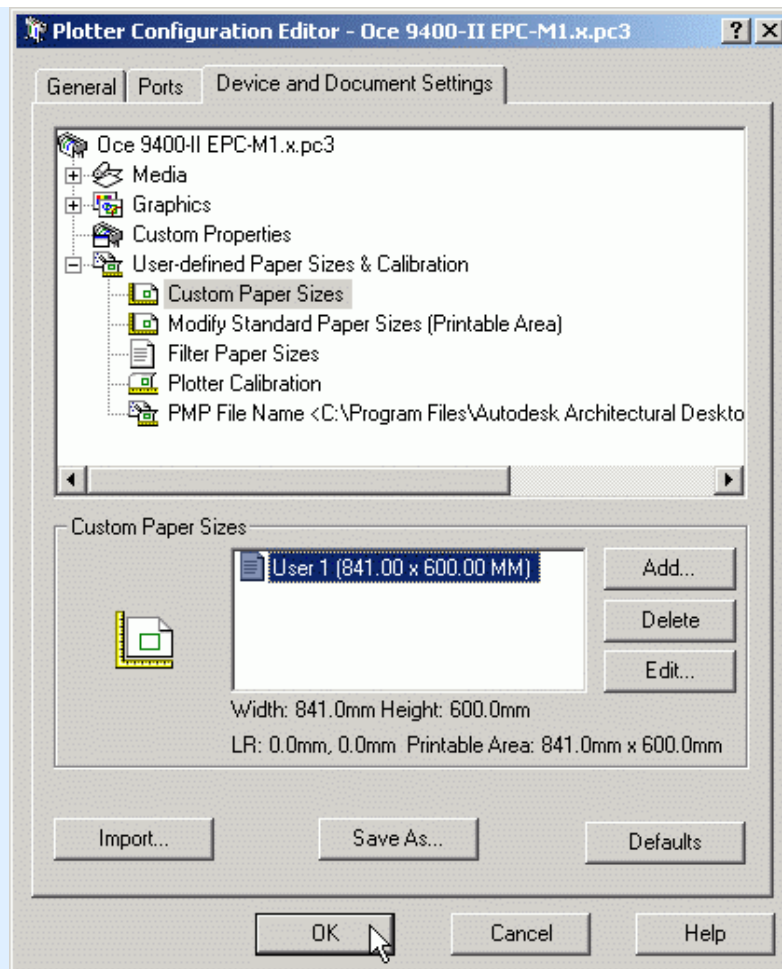 Plotter Configuration Editor - Oce 9400-II EPC-M1.x.pc3
General Ports Device and Document Settings
Oce 9400-II EPC-M1.x.pc3
Media
Graphics
Custom Properties
User-defined Paper Sizes & Calibration
Custom Paper Sizes
Modify Standard Paper Sizes (Printable Area)
Filter Paper Sizes
Plotter Calibration
PMP File Name <C:\Program Files\Autodesk Architectural Deskto
Custom Paper Sizes
User 1 (841.00 x 600.00 MM)
Add...
Delete
Edit...
Width: 841.0mm Height: 600.0mm
LR: 0.0mm, 0.0mm Printable Area: 841.0mm x 600.0mm
Import... Save As... Defaults
OK Cancel Help